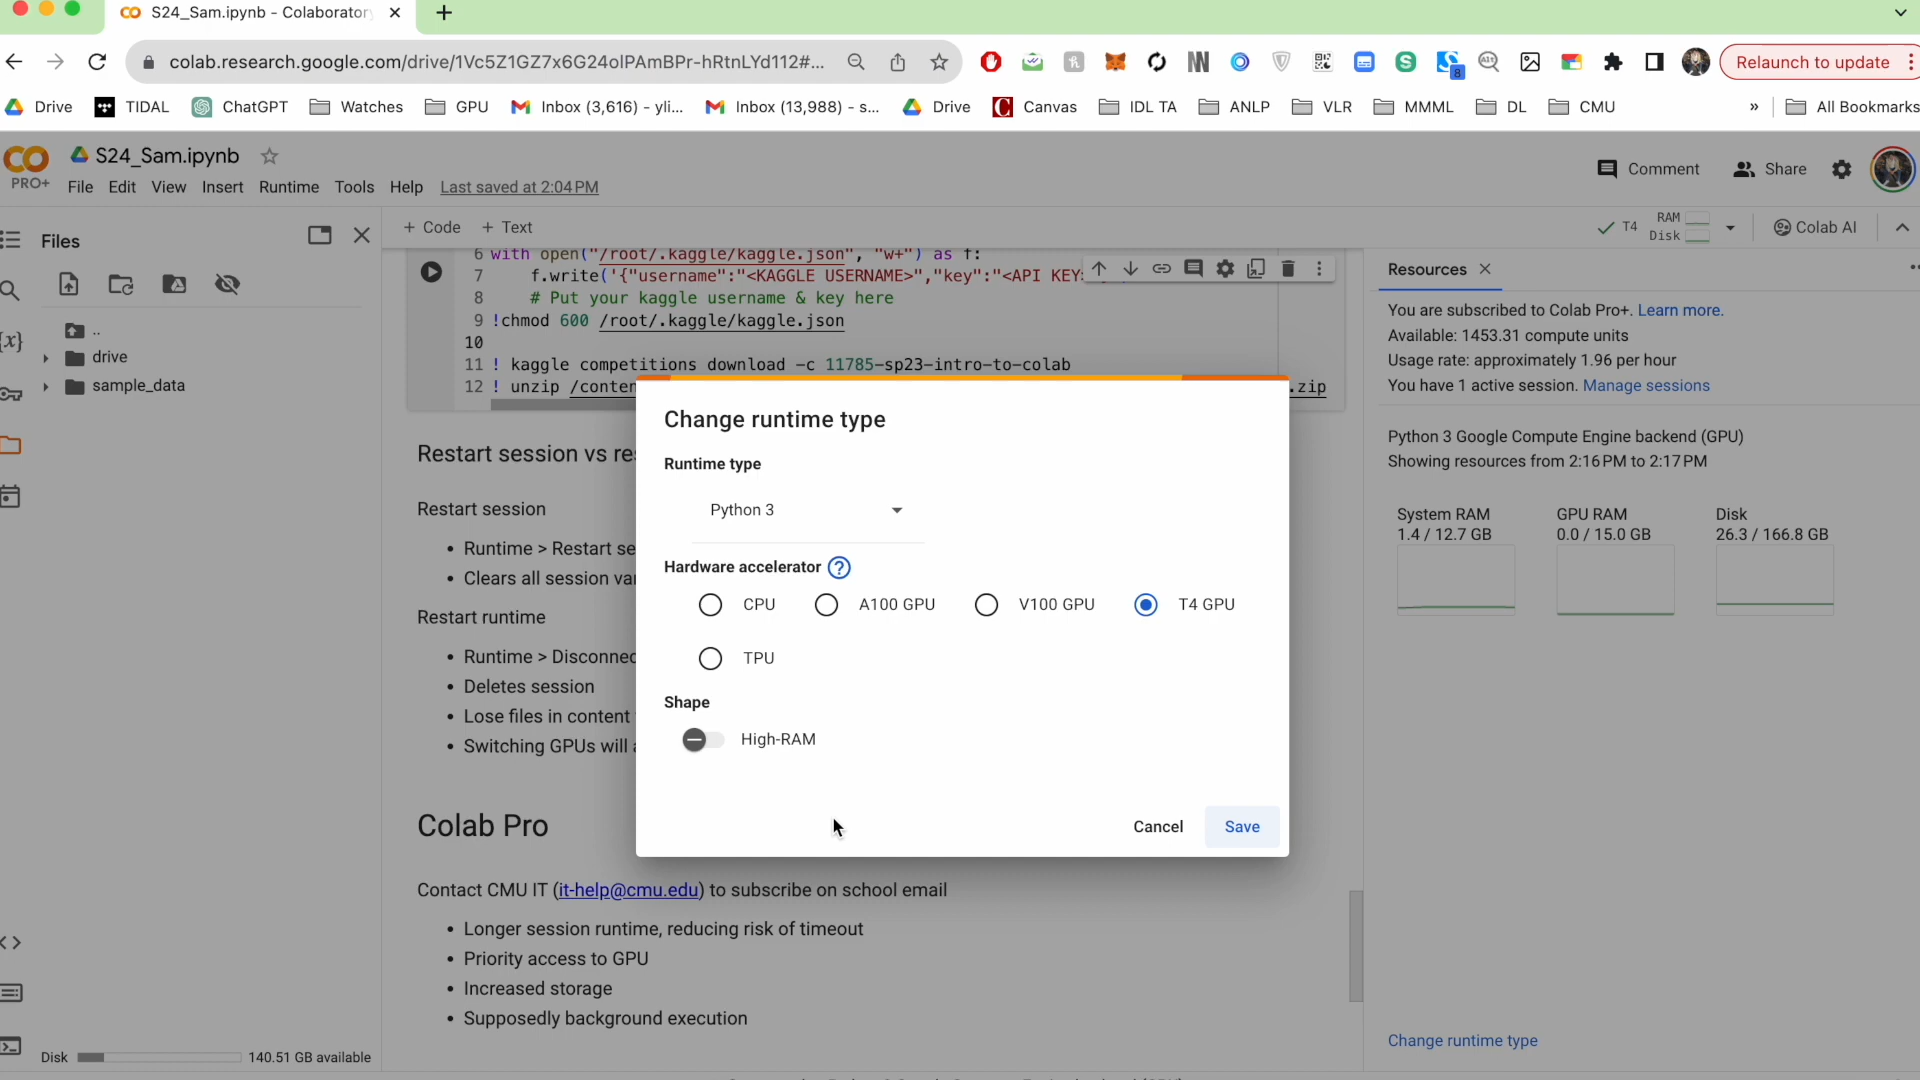 S24_Sam.ipynb - Colaboratory
colab.research.google.com/drive/1Vc5Z1GZ7x6G24olPAmBPr-hRtnLYd112#...
Relaunch to update
Drive
TIDAL
ChatGPT
Watches
GPU
Inbox (3,616) - yli...
Inbox (13,988) - s...
Drive
Canvas
IDL TA
ANLP
VLR
MMML
DL
CMU
»
All Bookmarks
CO
PRO+
S24_Sam.ipynb
File Edit View Insert Runtime Tools Help Last saved at 2:04 PM
Comment
Share
Files
+ Code + Text
T4
RAM
Disk
Colab AI
..
drive
sample_data
6 with open("/root/.kaggle/kaggle.json", "w+") as f:
7 f.write('{"username":"<KAGGLE USERNAME>","key":"<API KEY>
8 # Put your kaggle username & key here
9 !chmod 600 /root/.kaggle/kaggle.json
10
11 ! kaggle competitions download -c 11785-sp23-intro-to-colab
12 ! unzip /conten .zip
Restart session vs re
Restart session
• Runtime > Restart se
• Clears all session va
Restart runtime
• Runtime > Disconnec
• Deletes session
• Lose files in content
• Switching GPUs will
Colab Pro
Contact CMU IT (it-help@cmu.edu) to subscribe on school email
• Longer session runtime, reducing risk of timeout
• Priority access to GPU
• Increased storage
• Supposedly background execution
Disk
140.51 GB available
Change runtime type
Runtime type
Python 3
Hardware accelerator ?
CPU
A100 GPU
V100 GPU
T4 GPU
TPU
Shape
High-RAM
Cancel
Save
Resources
You are subscribed to Colab Pro+. Learn more.
Available: 1453.31 compute units
Usage rate: approximately 1.96 per hour
You have 1 active session. Manage sessions
Python 3 Google Compute Engine backend (GPU)
Showing resources from 2:16 PM to 2:17 PM
System RAM
1.4 / 12.7 GB
GPU RAM
0.0 / 15.0 GB
Disk
26.3 / 166.8 GB
Change runtime type